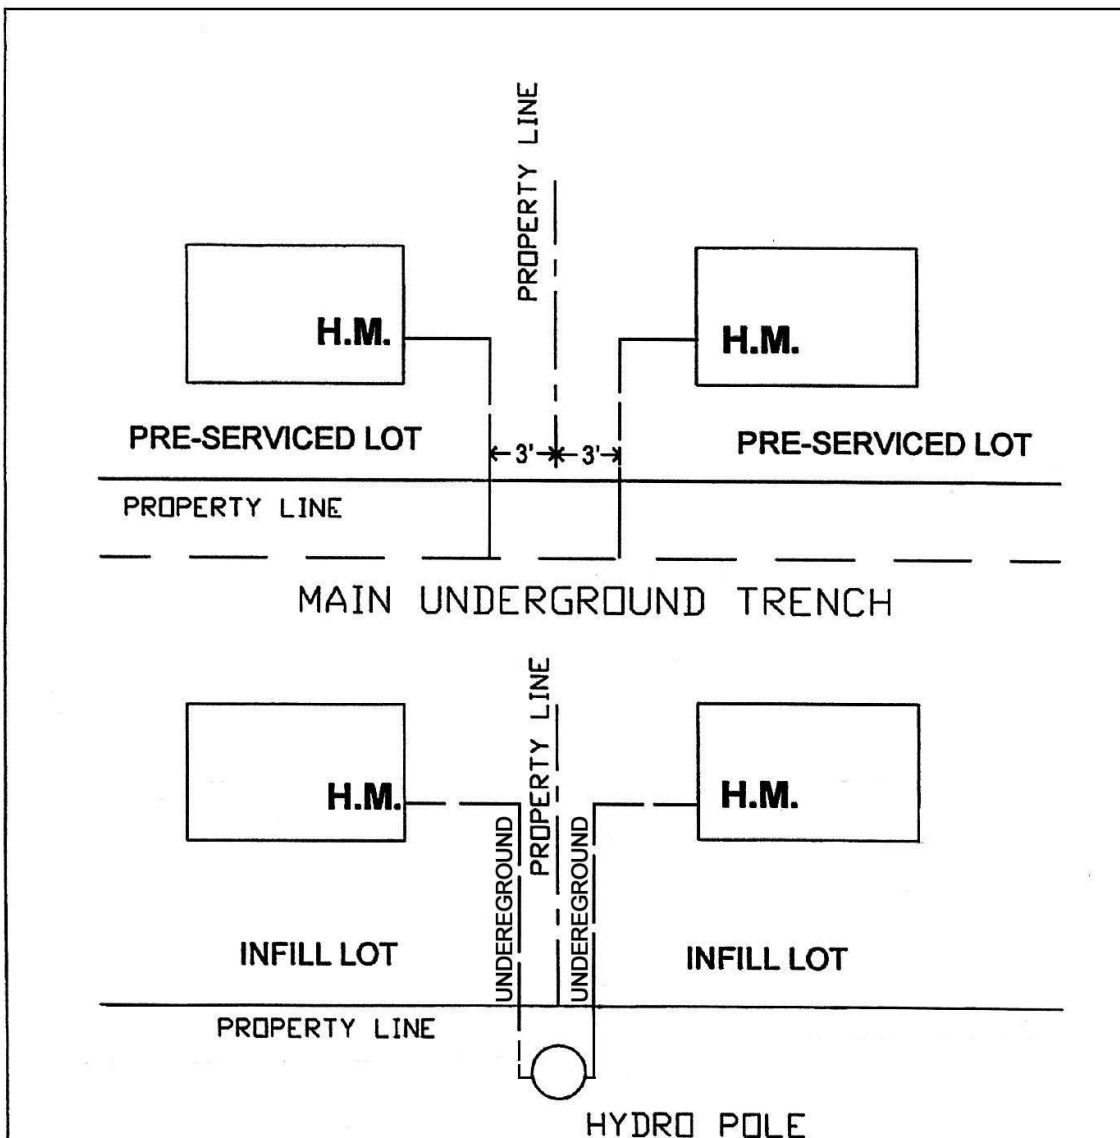 PROPERTY LINE
H.M.
H.M.
PRE-SERVICED LOT
3'
3'
PRE-SERVICED LOT
PROPERTY LINE
MAIN UNDERGROUND TRENCH
PROPERTY LINE
H.M.
H.M.
UNDEREGROUND
UNDEREGROUND
INFILL LOT
INFILL LOT
PROPERTY LINE
HYDRO POLE